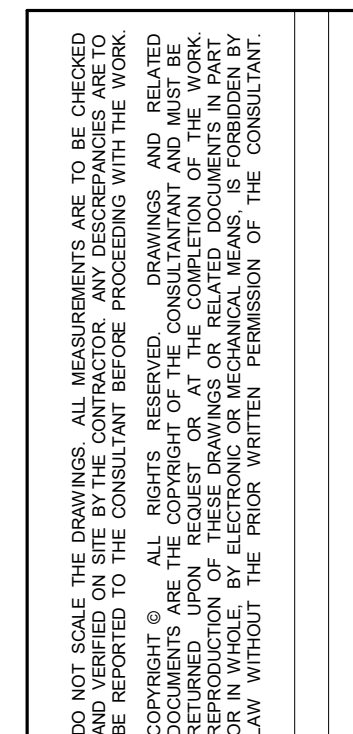 DO NOT SCALE THE DRAWINGS. ALL MEASUREMENTS ARE TO BE CHECKED
AND VERIFIED ON SITE BY THE CONTRACTOR. ANY DESCREPANCIES ARE TO
BE REPORTED TO THE CONSULTANT BEFORE PROCEEDING WITH THE WORK.
COPYRIGHT © ALL RIGHTS RESERVED. DRAWINGS AND RELATED
DOCUMENTS ARE THE COPYRIGHT OF THE CONSULTANTANT AND MUST BE
RETURNED UPON REQUEST OR AT THE COMPLETION OF THE WORK.
REPRODUCTION OF THESE DRAWINGS OR RELATED DOCUMENTS IN PART
OR IN WHOLE, BY ELECTRONIC OR MECHANICAL MEANS, IS FORBIDDEN BY
LAW WITHOUT THE PRIOR WRITTEN PERMISSION OF THE CONSULTANT.